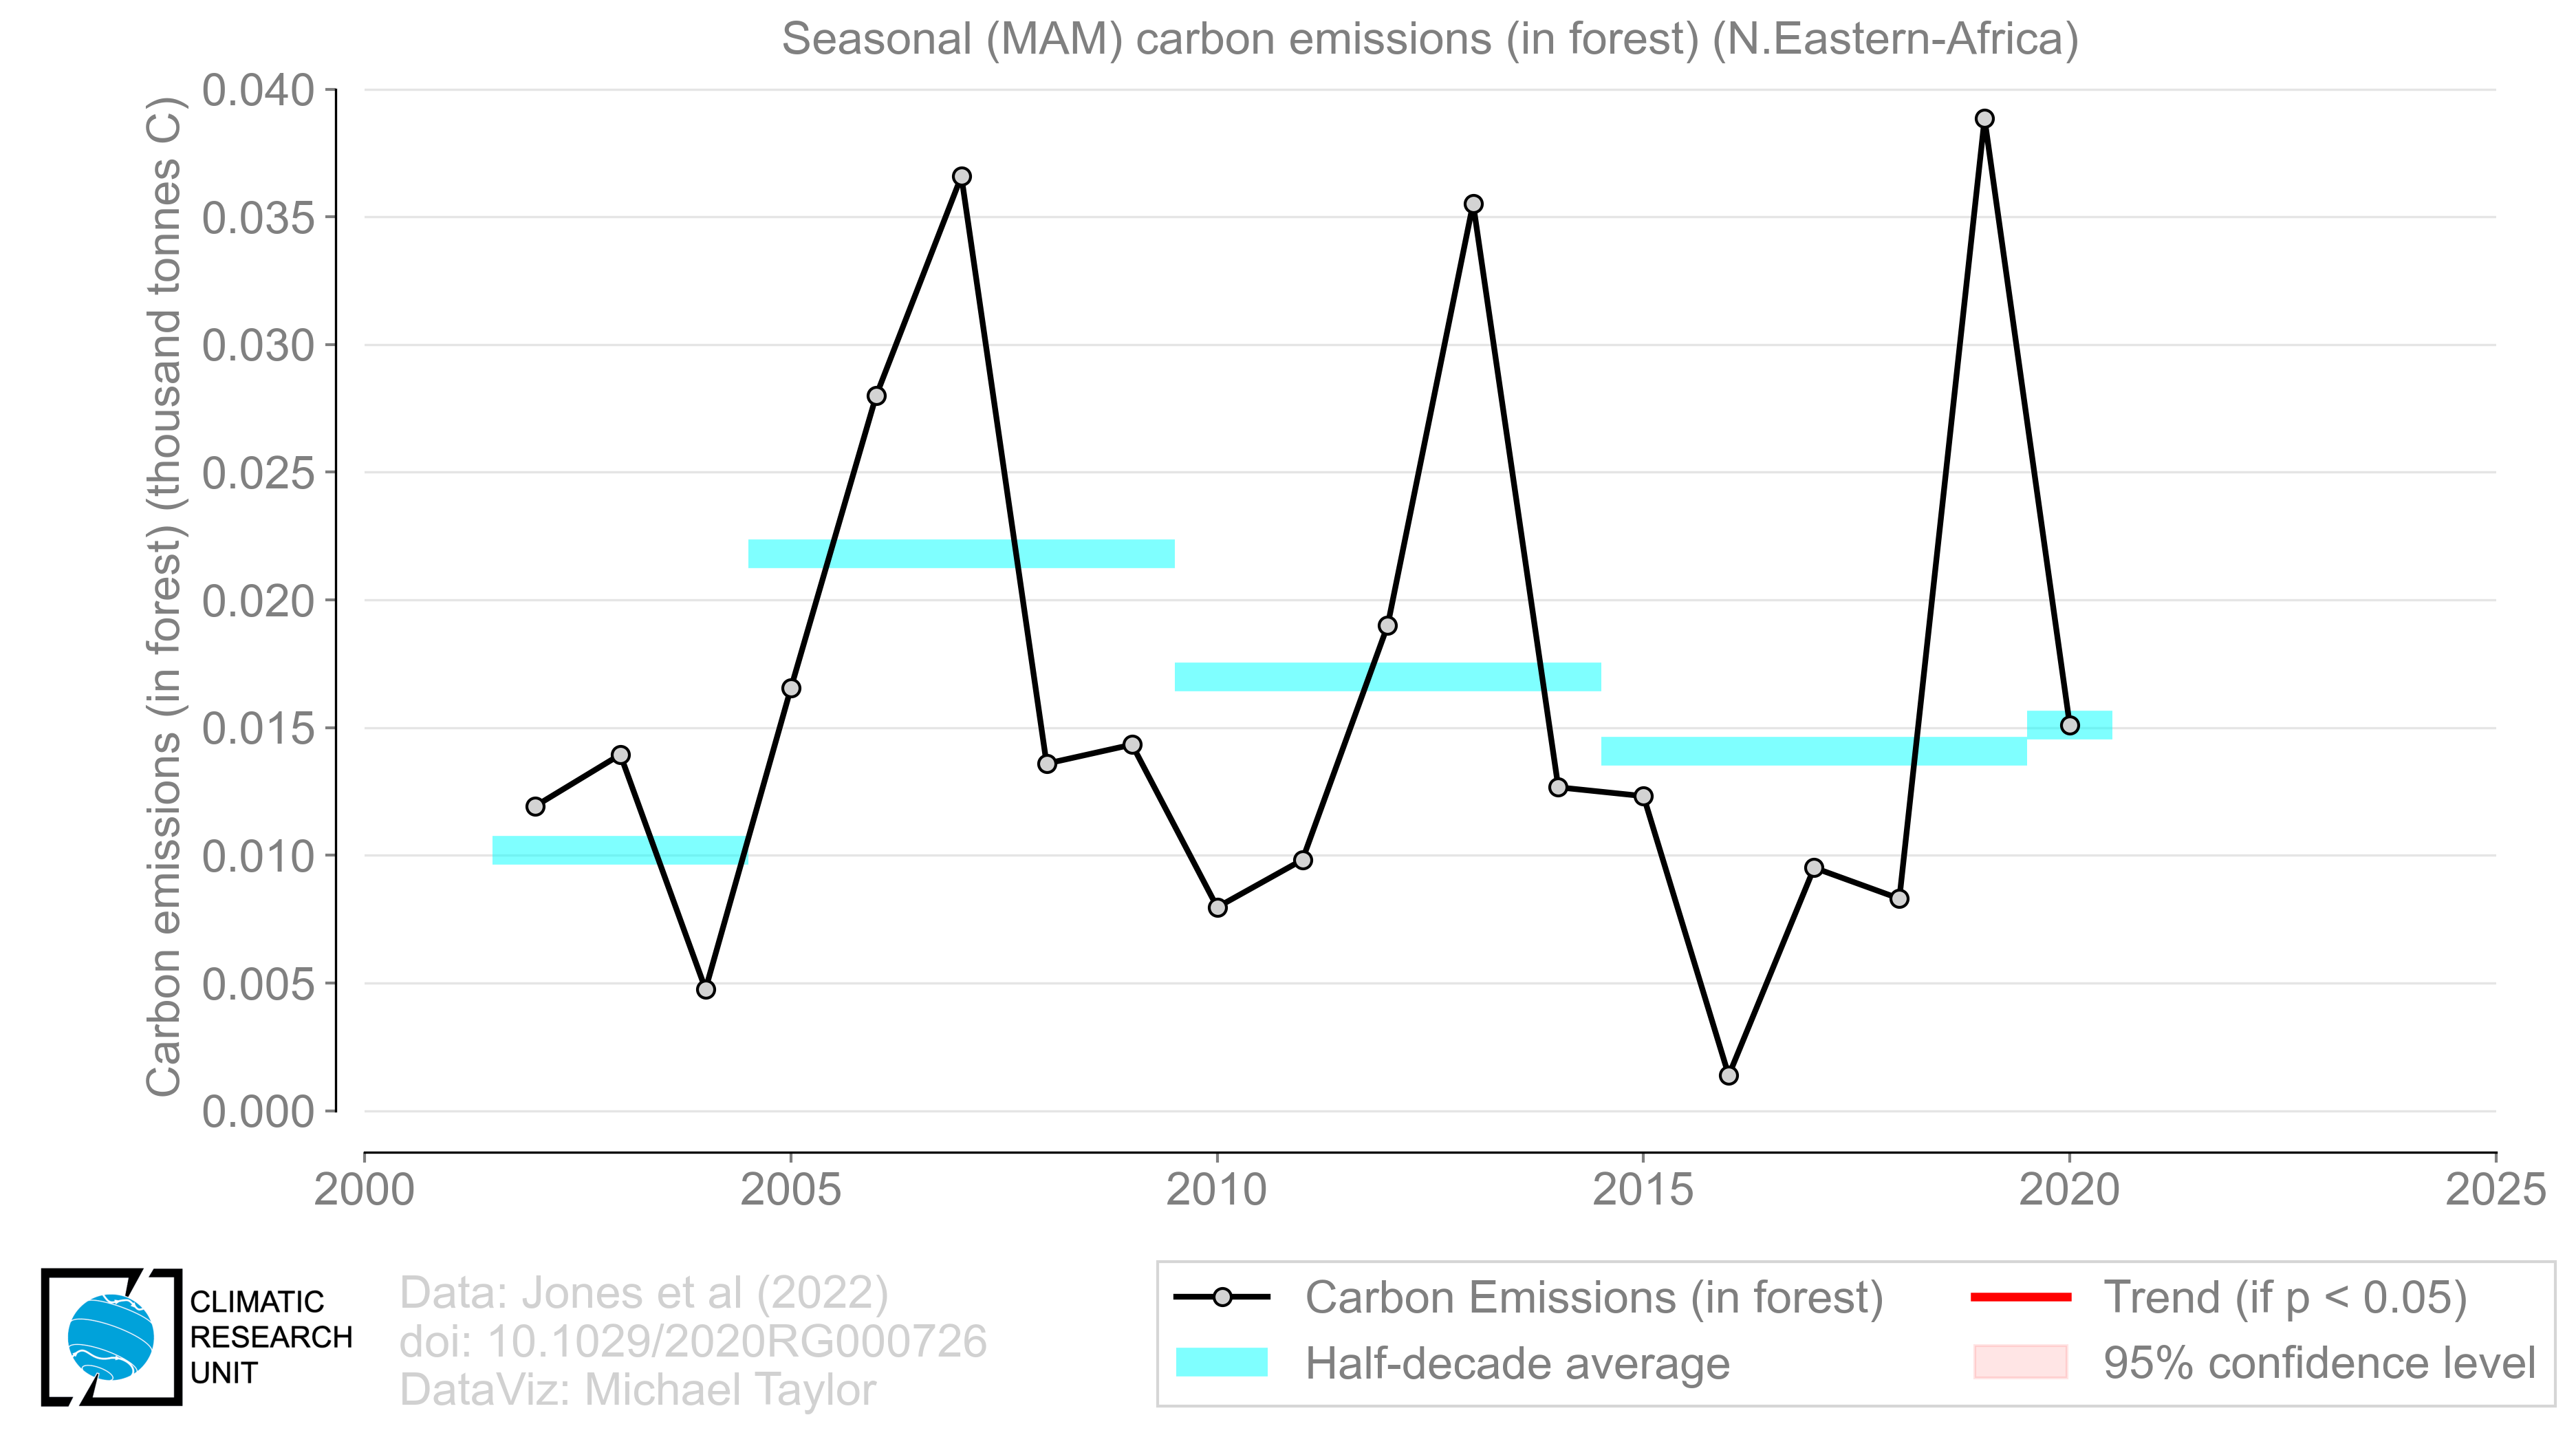 Seasonal (MAM) carbon emissions (in forest) (N.Eastern-Africa)
Carbon emissions (in forest) (thousand tonnes C)
0.040
0.035
0.030
0.025
0.020
0.015
0.010
0.005
0.000
2000 2005 2010 2015 2020 2025
CLIMATIC
RESEARCH
UNIT
Data: Jones et al (2022)
doi: 10.1029/2020RG000726
DataViz: Michael Taylor
Carbon Emissions (in forest)
Half-decade average
Trend (if p < 0.05)
95% confidence level